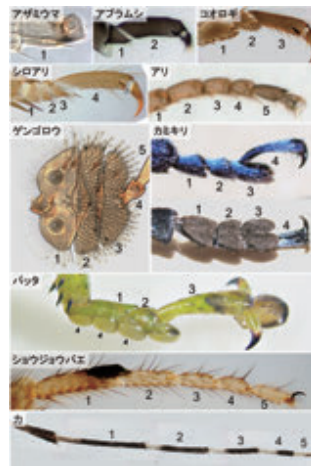 アザミウマ
1
アブラムシ
1 2
コオロギ
1 2 3
シロアリ
1 2 3 4
アリ
1 2 3 4 5
ゲンゴロウ
1 2 3 4 5
カミキリ
1 2 3 4
1 2 3 4
バッタ
1 2 3
ショウジョウバエ
1 2 3 4 5
カ
1 2 3 4 5